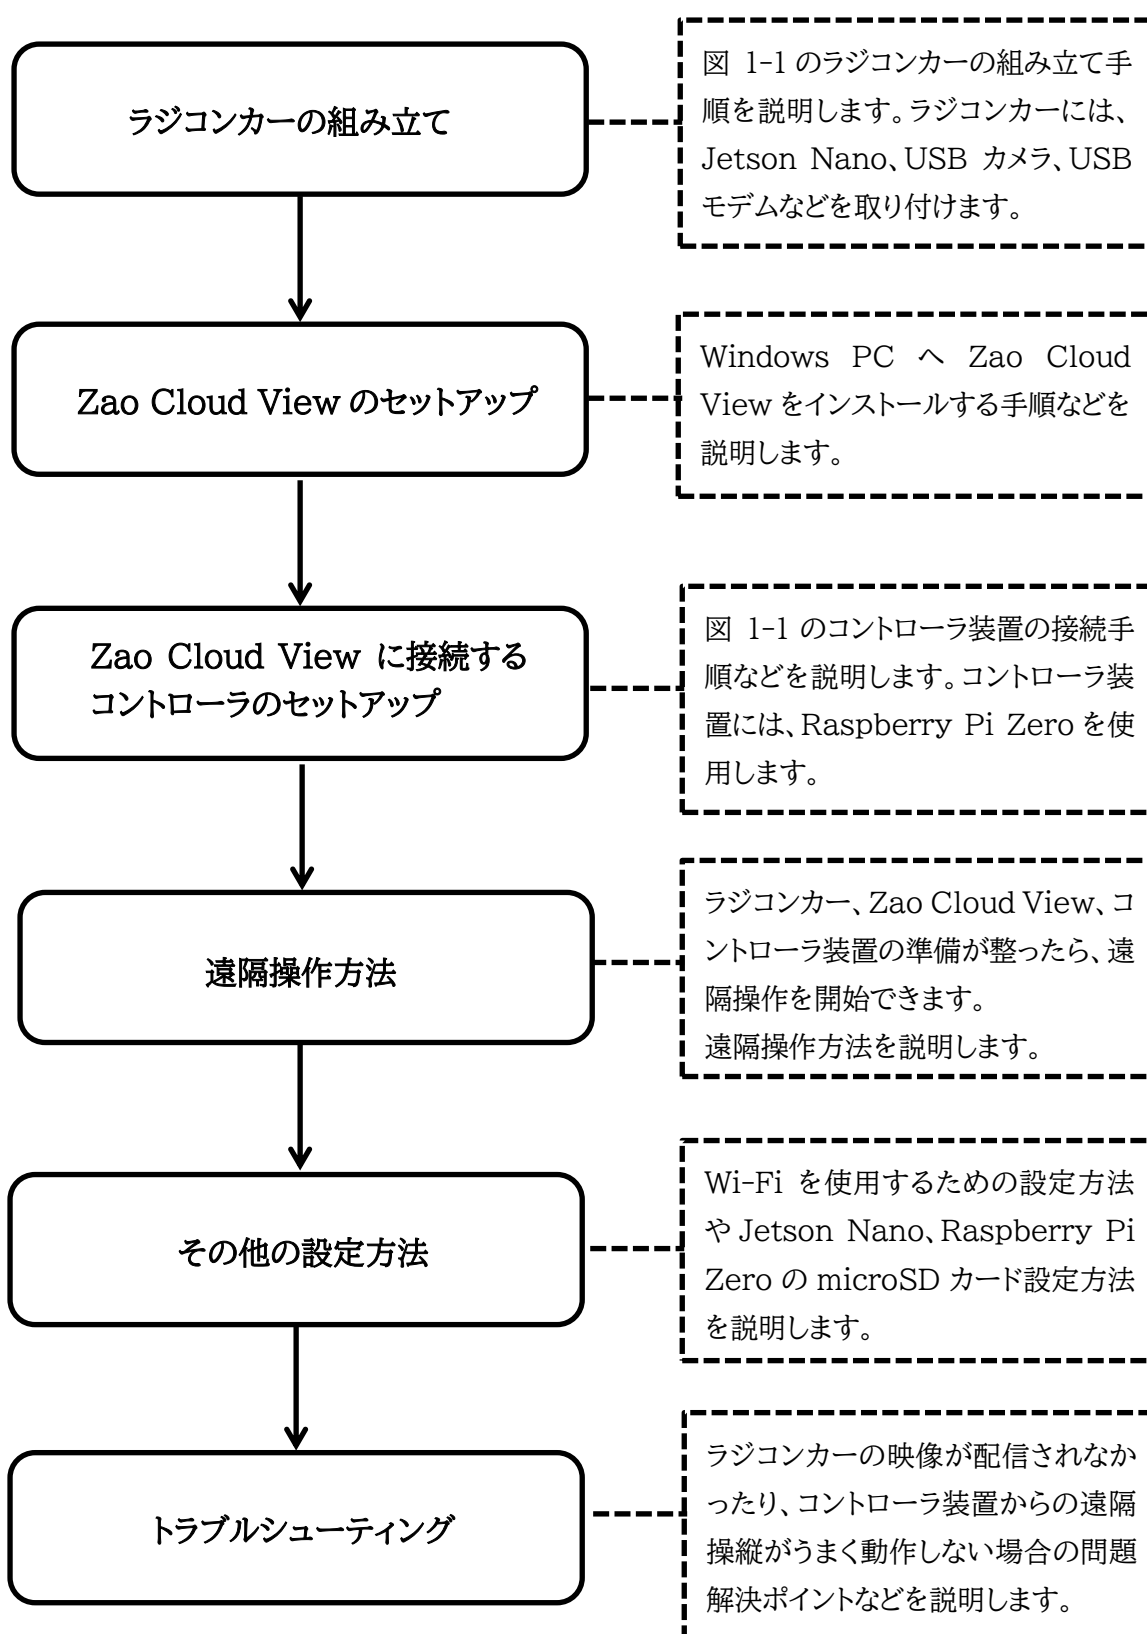 ラジコンカーの組み立て
図 1-1 のラジコンカーの組み立て手
順を説明します。ラジコンカーには、
Jetson Nano、USB カメラ、USB
モデムなどを取り付けます。
Zao Cloud View のセットアップ
Windows PC へ Zao Cloud
View をインストールする手順などを
説明します。
Zao Cloud View に接続する
コントローラのセットアップ
図 1-1 のコントローラ装置の接続手
順などを説明します。コントローラ装
置には、Raspberry Pi Zero を使
用します。
遠隔操作方法
ラジコンカー、Zao Cloud View、コ
ントローラ装置の準備が整ったら、遠
隔操作を開始できます。
遠隔操作方法を説明します。
その他の設定方法
Wi-Fi を使用するための設定方法
や Jetson Nano、Raspberry Pi
Zero の microSD カード設定方法
を説明します。
トラブルシューティング
ラジコンカーの映像が配信されなか
ったり、コントローラ装置からの遠隔
操縦がうまく動作しない場合の問題
解決ポイントなどを説明します。